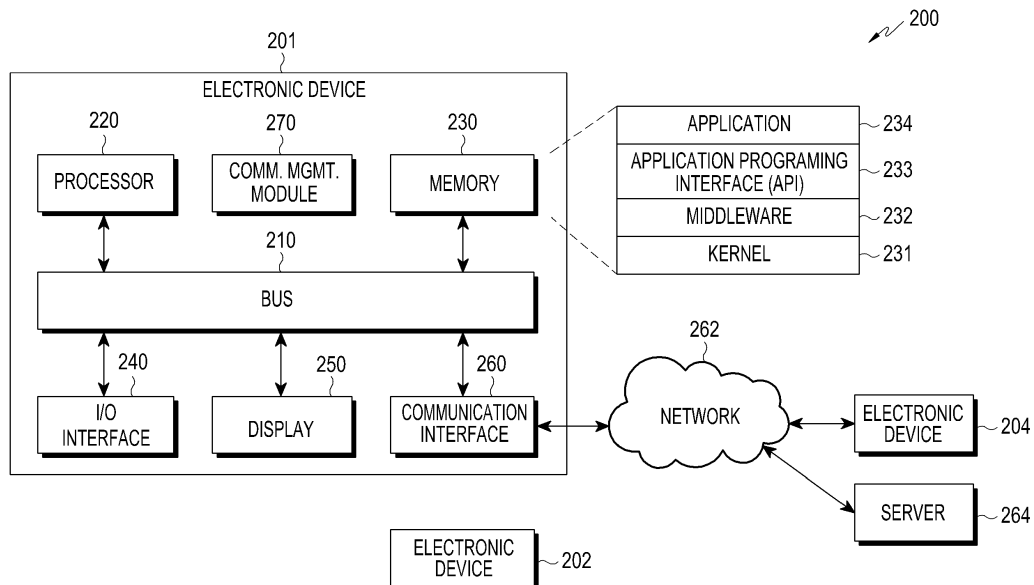 200
201
ELECTRONIC DEVICE
220
270
230
PROCESSOR
COMM. MGMT.
MODULE
MEMORY
APPLICATION
234
APPLICATION PROGRAMING
INTERFACE (API)
233
MIDDLEWARE
232
KERNEL
231
210
BUS
240
250
260
I/O
INTERFACE
DISPLAY
COMMUNICATION
INTERFACE
262
NETWORK
ELECTRONIC
DEVICE
204
SERVER
264
ELECTRONIC
DEVICE
202